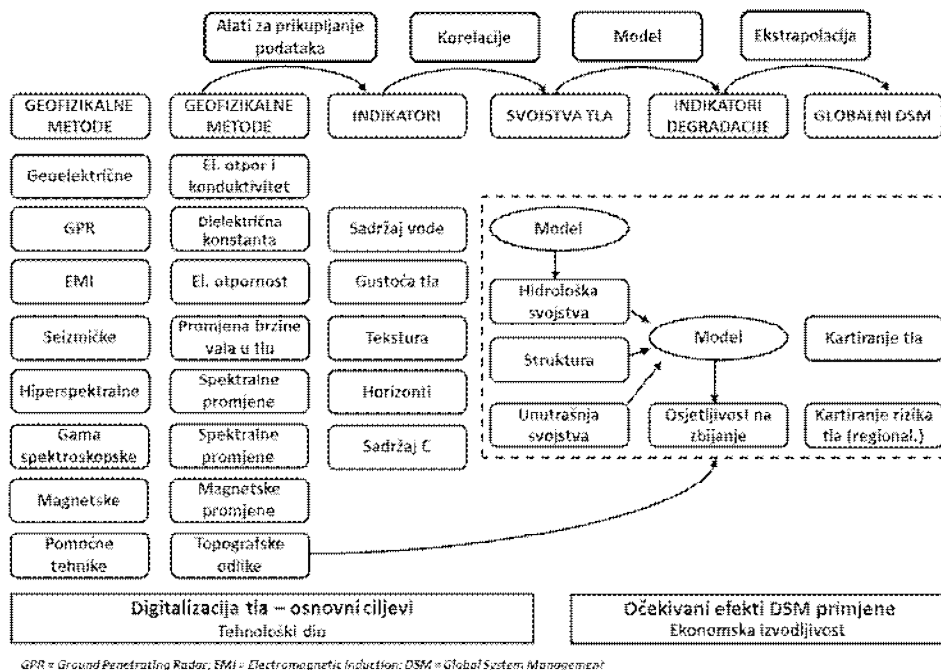 Alati za prikupljanje
podataka
Korelacije
Model
Ekstrapolacija
GEOFIZIKALNE
METODE
GEOFIZIKALNE
METODE
INDIKATORI
SVOJSTVA TLA
INDIKATORI
DEGRADACIJE
GLOBALNI DSM
Geoelektrične
El. otpor i
konduktivitet
GPR
Dielektrična
konstanta
Sadržaj vode
Model
EMI
El. otpornost
Gustoća tla
Hidrološka
svojstva
Seizmičke
Promjena brzine
vala u tlu
Tekstura
Struktura
Model
Kartiranje tla
Hiperspektralne
Spektralne
promjene
Horizonti
Unutrašnja
svojstva
Osjetljivost na
zbijanje
Kartiranje rizika
tla (regional.)
Gama
spektroskopske
Spektralne
promjene
Sadržaj C
Magnetske
Magnetske
promjene
Pomoćne
tehnike
Topografske
odlike
Digitalizacija tla – osnovni ciljevi
Tehnološki dio
Očekivani efekti DSM primjene
Ekonomska izvodljivost
GPR = Ground Penetrating Radar; EMI = Electromagnetic Induction; DSM = Global System Management